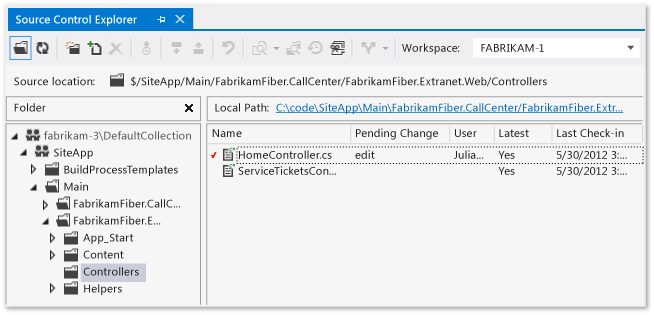 Source Control Explorer
Workspace: FABRIKAM-1
Source location: $/SiteApp/Main/FabrikamFiber.CallCenter/FabrikamFiber.Extranet.Web/Controllers
Folder
Local Path: C:\code\SiteApp\Main\FabrikamFiber.CallCenter/FabrikamFiber.Extr...
fabrikam-3\DefaultCollection
SiteApp
BuildProcessTemplates
Main
FabrikamFiber.CallC...
FabrikamFiber.E...
App_Start
Content
Controllers
Helpers
Name Pending Change User Latest Last Check-in
HomeController.cs edit Julia... Yes 5/30/2012 3:...
ServiceTicketsCon... Yes 5/30/2012 3:...